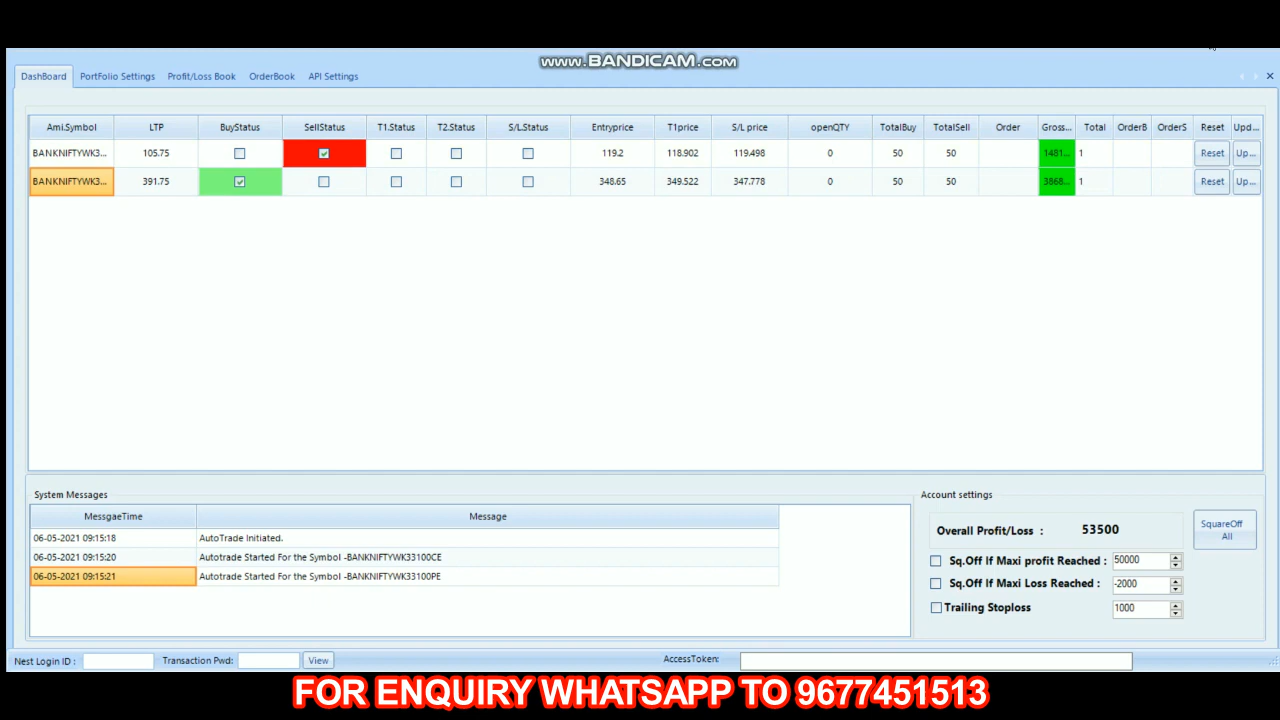 www.BANDICAM.com
DashBoard PortFolio Settings Profit/Loss Book OrderBook API Settings
Ami.Symbol LTP BuyStatus SellStatus T1.Status T2.Status S/L.Status Entryprice T1price S/L price openQTY TotalBuy TotalSell Order Gross... Total OrderB OrderS Reset Upd...
BANKNIFTYWK3... 105.75 119.2 118.902 119.498 0 50 50 1481... 1 Reset Up...
BANKNIFTYWK3... 391.75 348.65 349.522 347.778 0 50 50 3868... 1 Reset Up...
System Messages
MessgaeTime Message
06-05-2021 09:15:18 AutoTrade Initiated.
06-05-2021 09:15:20 Autotrade Started For the Symbol -BANKNIFTYWK33100CE
06-05-2021 09:15:21 Autotrade Started For the Symbol -BANKNIFTYWK33100PE
Account settings
Overall Profit/Loss : 53500
SquareOff
All
Sq.Off If Maxi profit Reached : 50000
Sq.Off If Maxi Loss Reached : -2000
Trailing Stoploss 1000
Nest Login ID : Transaction Pwd: View AccessToken:
FOR ENQUIRY WHATSAPP TO 9677451513